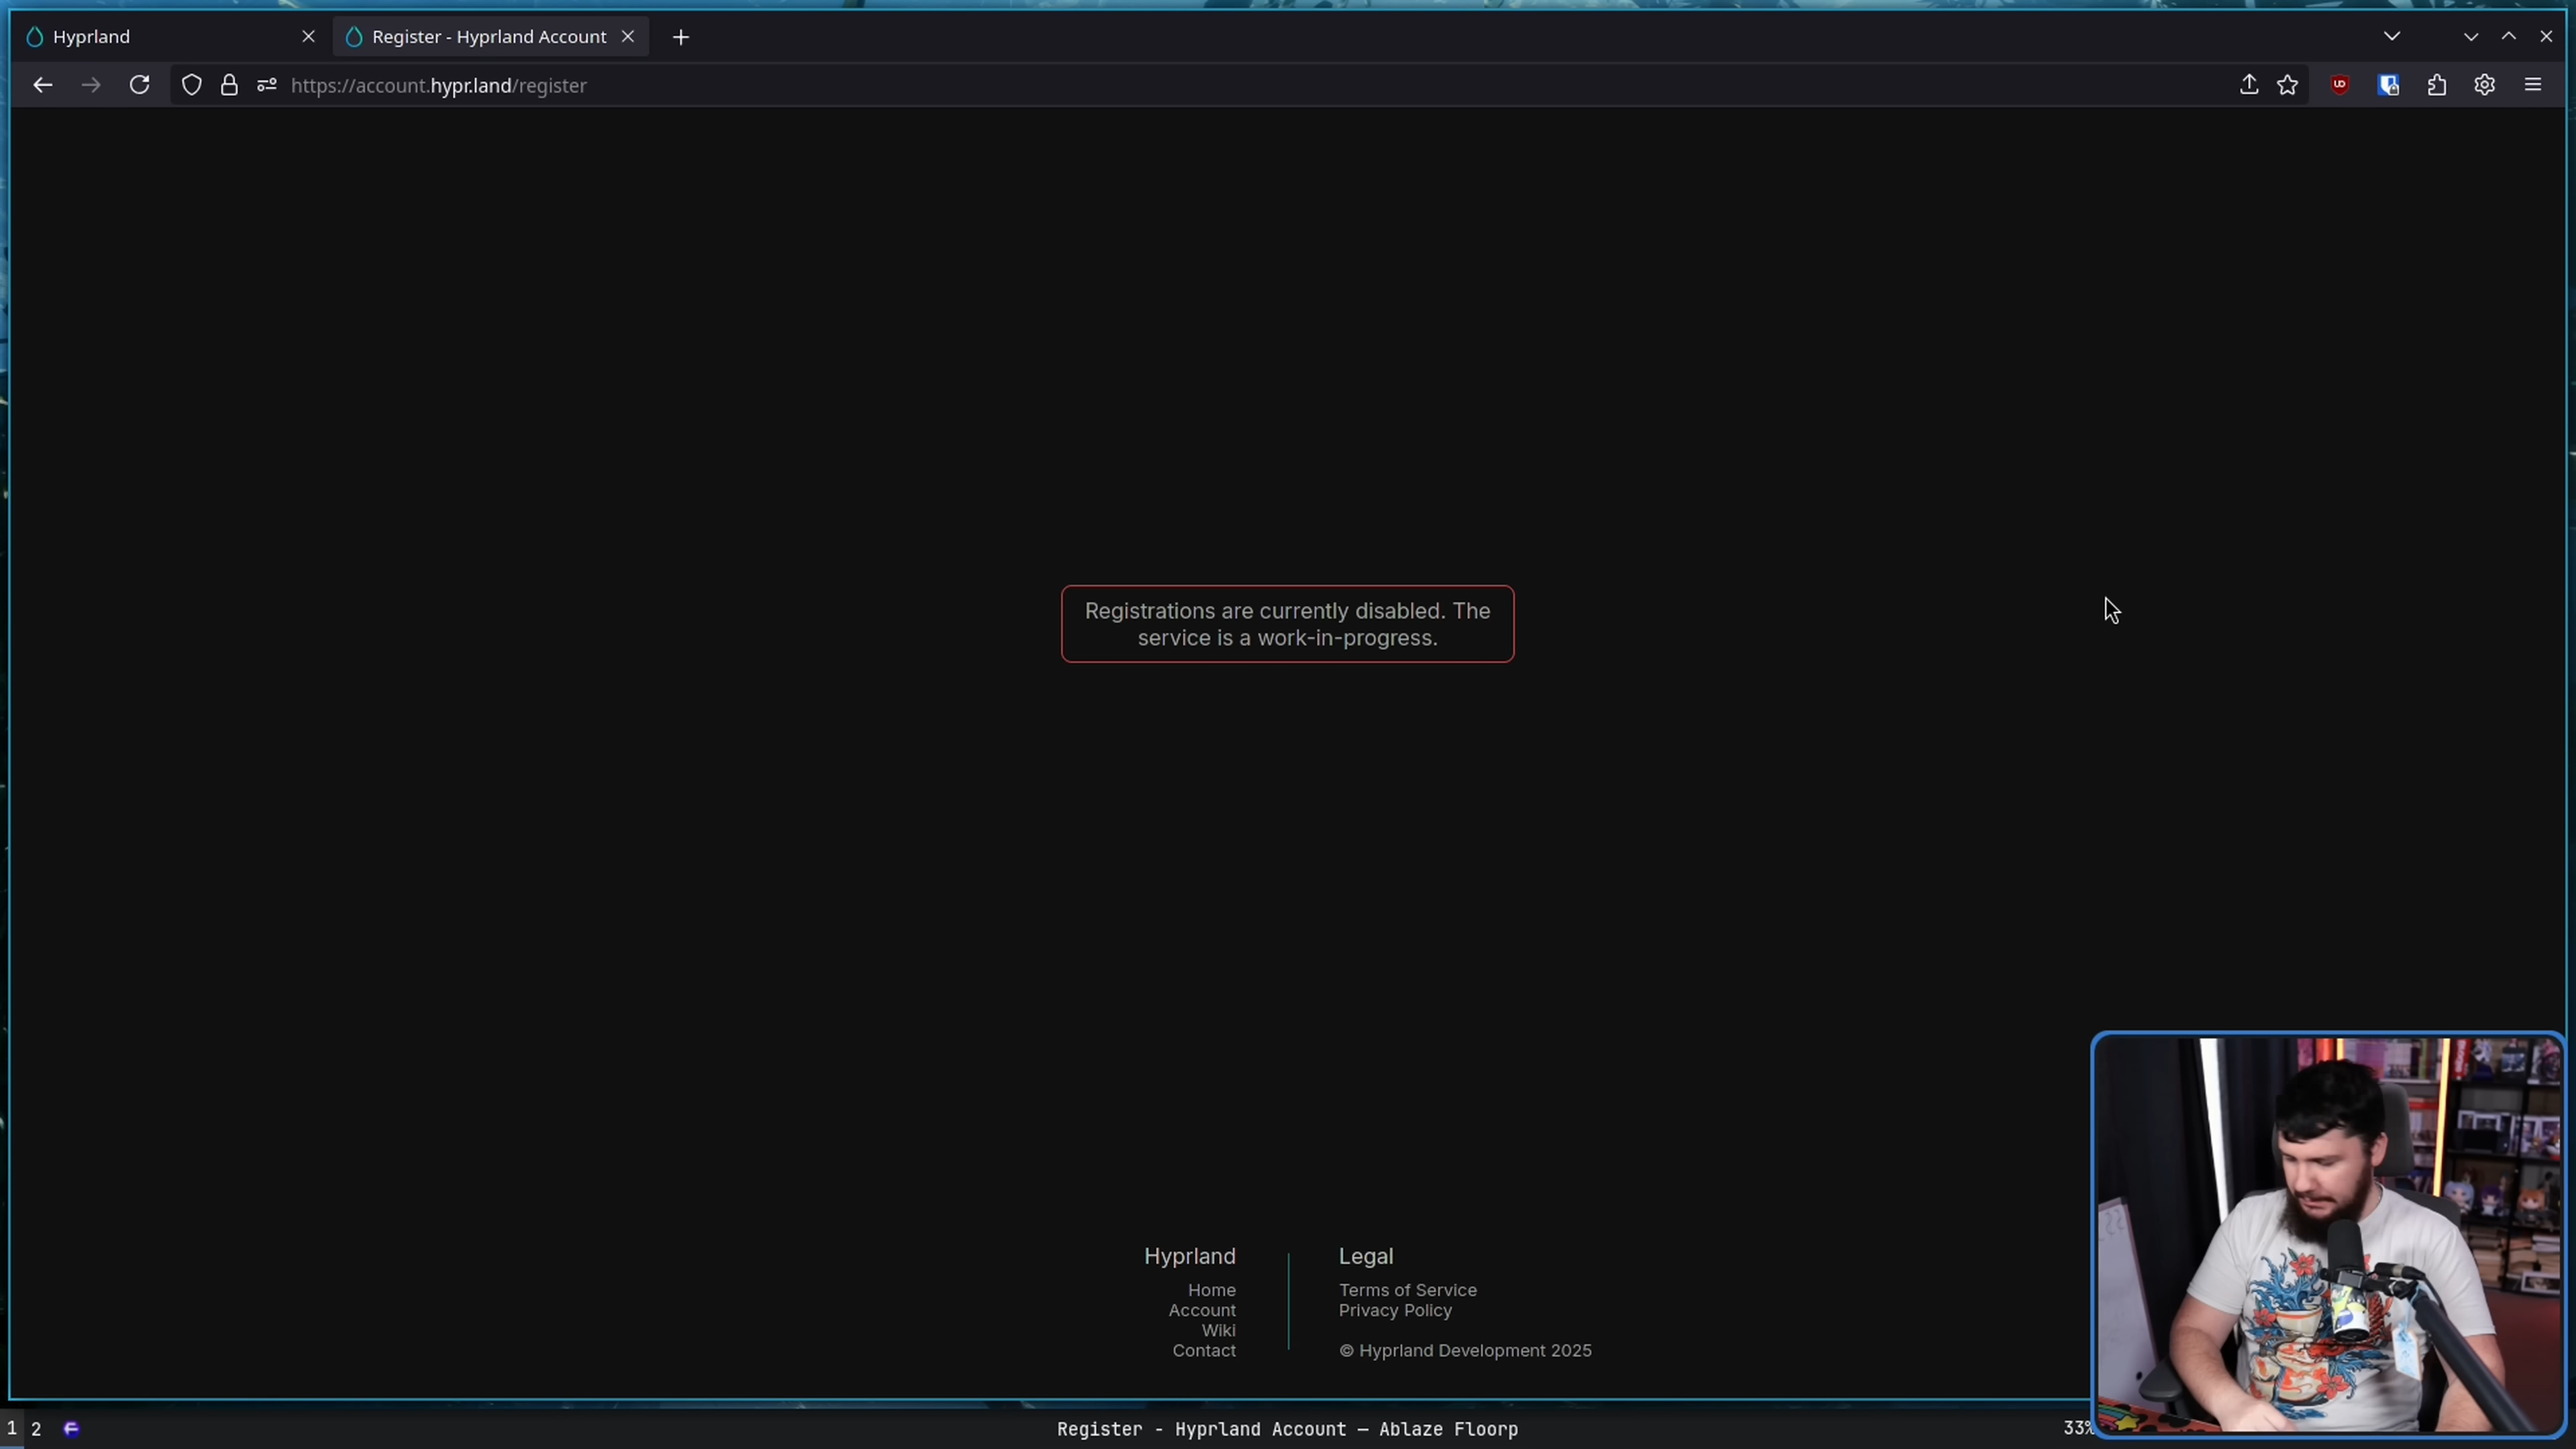 Hyprland
Register - Hyprland Account
https://account.hypr.land/register
Registrations are currently disabled. The
service is a work-in-progress.
Hyprland
Home
Account
Wiki
Contact
Legal
Terms of Service
Privacy Policy
© Hyprland Development 2025
1 2
Register - Hyprland Account — Ablaze Floorp
33%